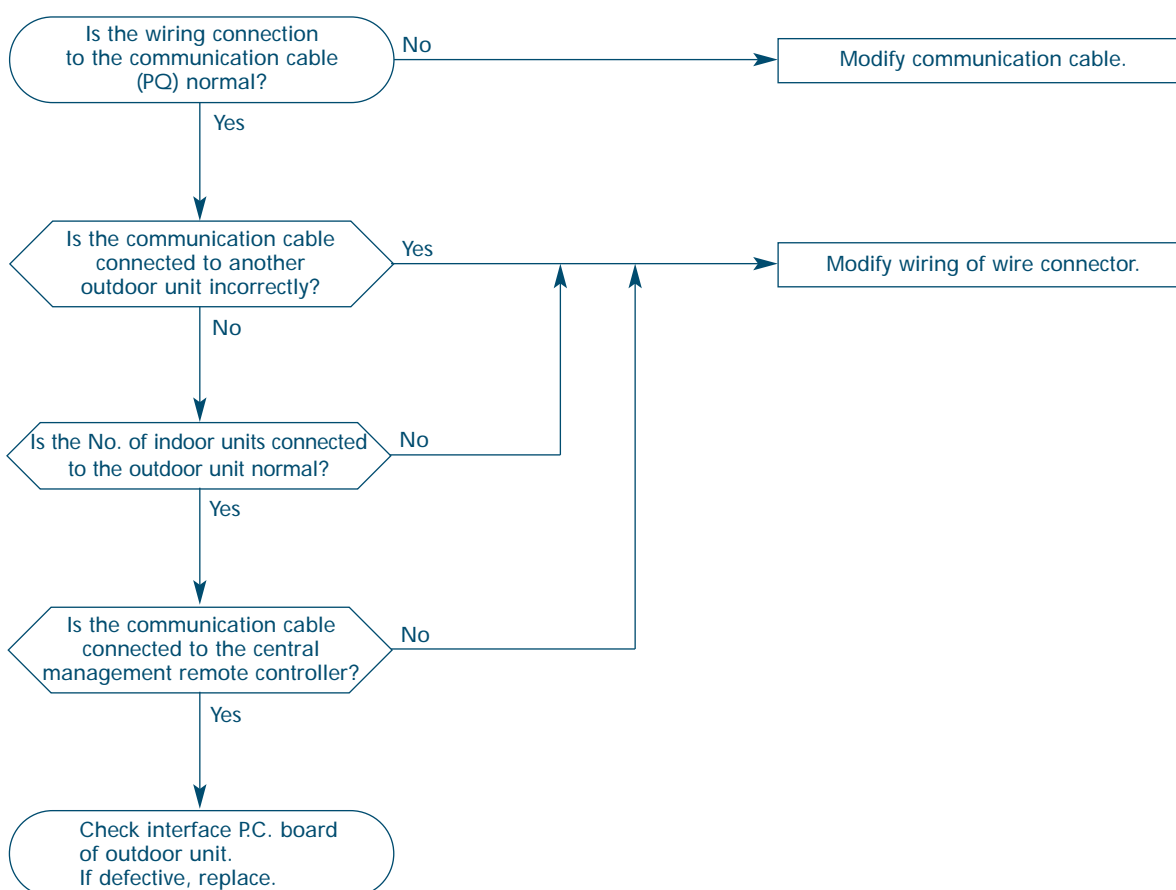 Is the wiring connection
to the communication cable
(PQ) normal?
No
Modify communication cable.
Yes
Is the communication cable
connected to another
outdoor unit incorrectly?
Yes
Modify wiring of wire connector.
No
Is the No. of indoor units connected
to the outdoor unit normal?
No
Yes
Is the communication cable
connected to the central
management remote controller?
No
Yes
Check interface P.C. board
of outdoor unit.
If defective, replace.